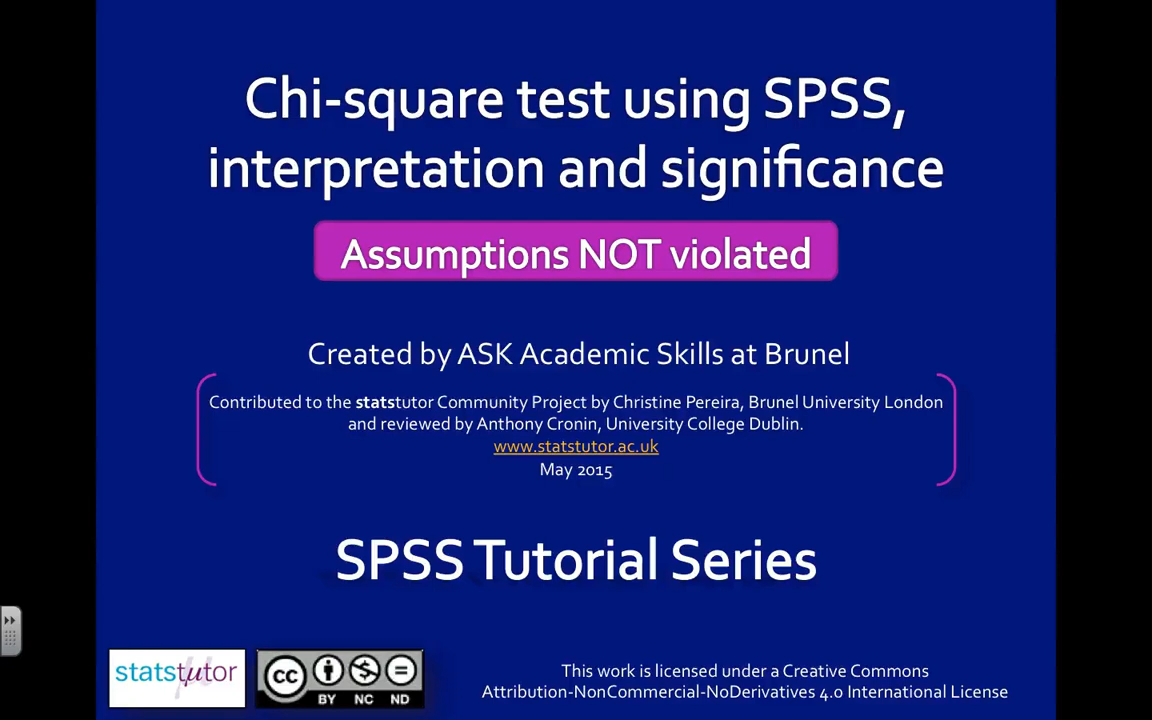 Chi-square test using SPSS,
interpretation and significance
Assumptions NOT violated
Created by ASK Academic Skills at Brunel
Contributed to the statstutor Community Project by Christine Pereira, Brunel University London
and reviewed by Anthony Cronin, University College Dublin.
www.statstutor.ac.uk
May 2015
SPSS Tutorial Series
statstutor
cc
BY NC ND
This work is licensed under a Creative Commons
Attribution-NonCommercial-NoDerivatives 4.0 International License